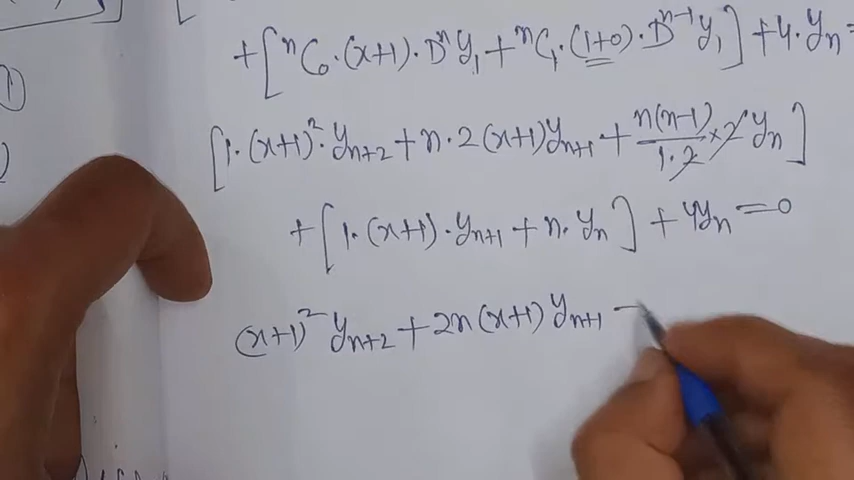 +[ⁿC₀·(x+1)·Dⁿy₁ + ⁿC₁·(1+0)·Dⁿ⁻¹y₁] + 4·yₙ =
[1·(x+1)²·yₙ₊₂ + n·2(x+1)yₙ₊₁ + n(n-1)/1·2 × 2 yₙ]
+[1·(x+1)·yₙ₊₁ + n·yₙ] + 4yₙ = 0
(x+1)² yₙ₊₂ + 2n(x+1) yₙ₊₁ -